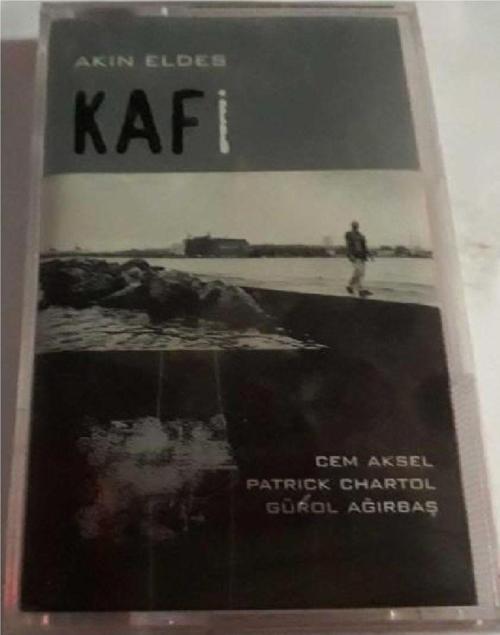 AKIN ELDES
KAFi
CEM AKSEL
PATRICK CHARTOL
GÜROL AĞIRBAŞ